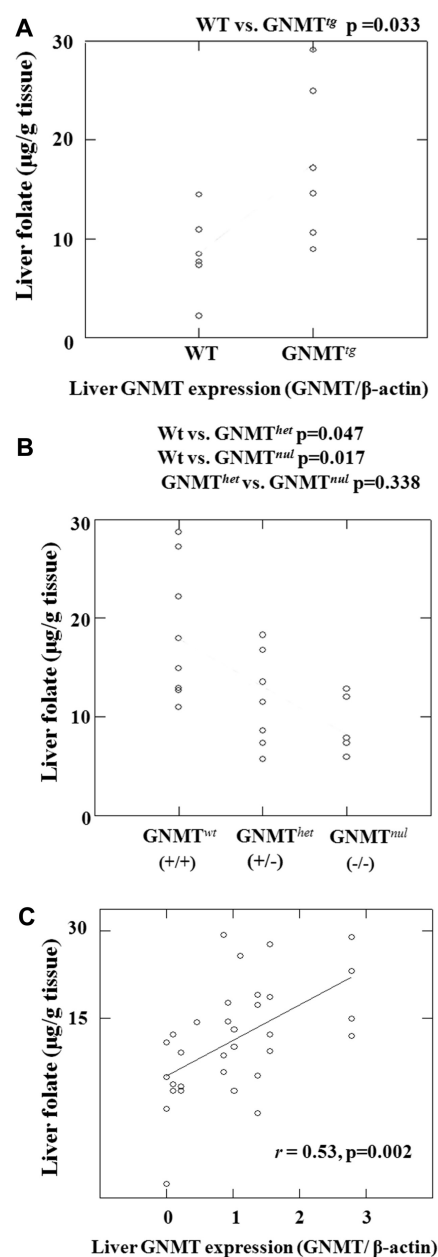 A
WT vs. GNMTtg p =0.033
Liver folate (µg/g tissue)
30
20
10
0
WT GNMTtg
Liver GNMT expression (GNMT/β-actin)
B
Wt vs. GNMThet p=0.047
Wt vs. GNMTnul p=0.017
GNMThet vs. GNMTnul p=0.338
Liver folate (µg/g tissue)
30
20
10
0
GNMTwt GNMThet GNMTnul
(+/+) (+/-) (-/-)
C
Liver folate (µg/g tissue)
30
15
r = 0.53, p=0.002
0 1 2 3
Liver GNMT expression (GNMT/ β-actin)